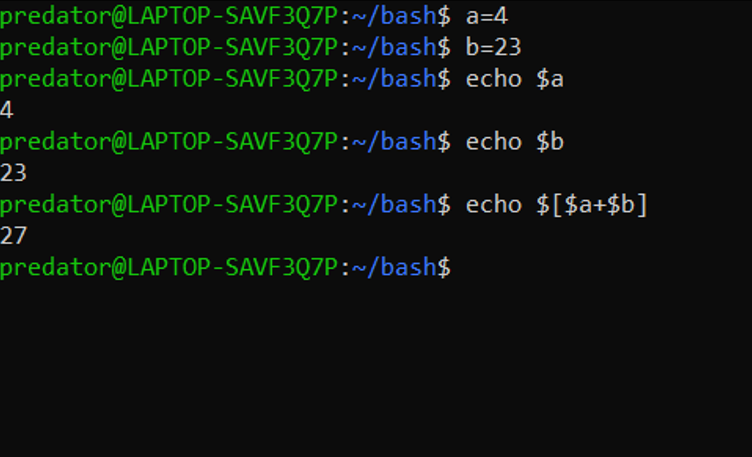 predator@LAPTOP-SAVF3Q7P:~/bash$ a=4
predator@LAPTOP-SAVF3Q7P:~/bash$ b=23
predator@LAPTOP-SAVF3Q7P:~/bash$ echo $a
4
predator@LAPTOP-SAVF3Q7P:~/bash$ echo $b
23
predator@LAPTOP-SAVF3Q7P:~/bash$ echo $[$a+$b]
27
predator@LAPTOP-SAVF3Q7P:~/bash$